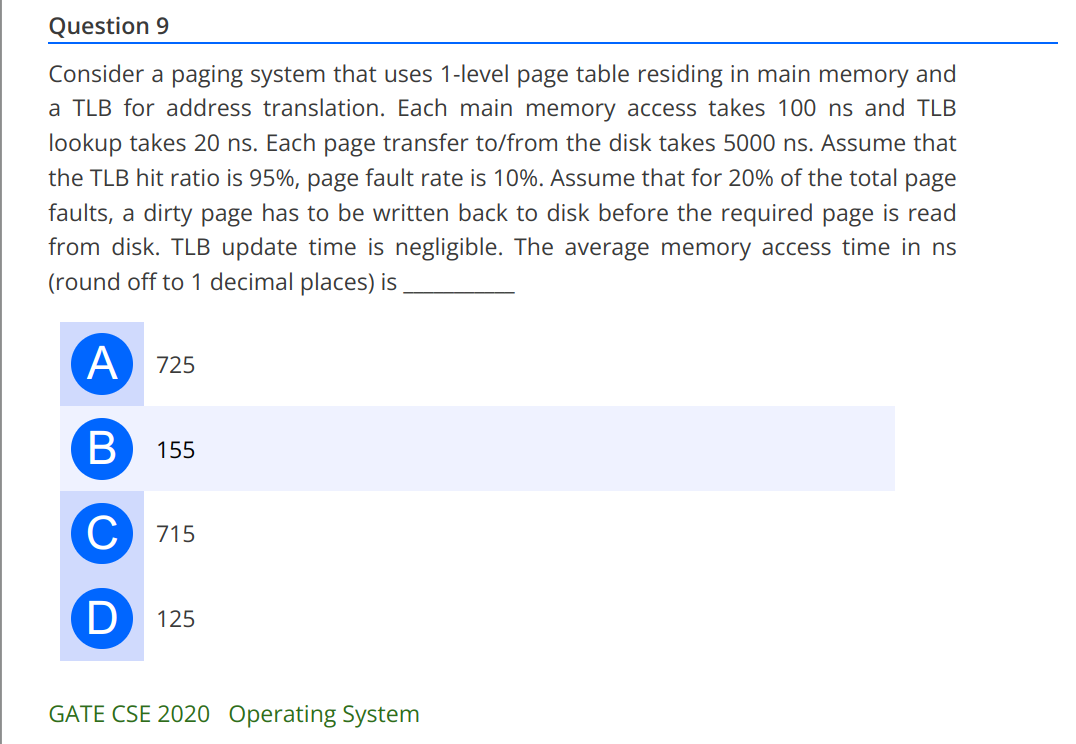 Question 9
Consider a paging system that uses 1-level page table residing in main memory and
a TLB for address translation. Each main memory access takes 100 ns and TLB
lookup takes 20 ns. Each page transfer to/from the disk takes 5000 ns. Assume that
the TLB hit ratio is 95%, page fault rate is 10%. Assume that for 20% of the total page
faults, a dirty page has to be written back to disk before the required page is read
from disk. TLB update time is negligible. The average memory access time in ns
(round off to 1 decimal places) is ___________
A 725
B 155
C 715
D 125
GATE CSE 2020 Operating System